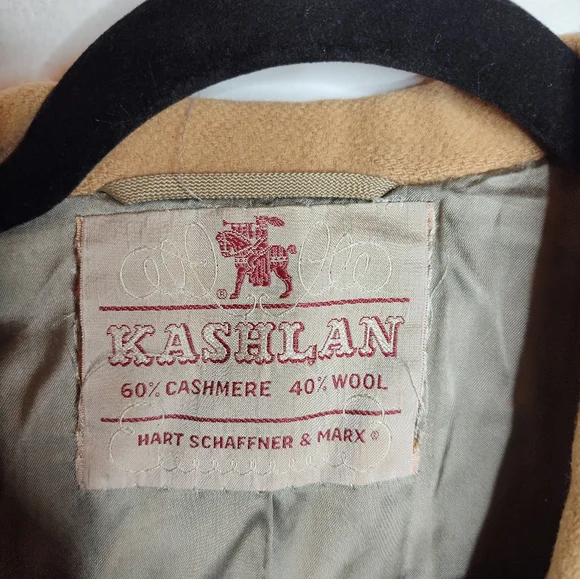 ®
KASHLAN
60% CASHMERE 40% WOOL
HART SCHAFFNER & MARX ®